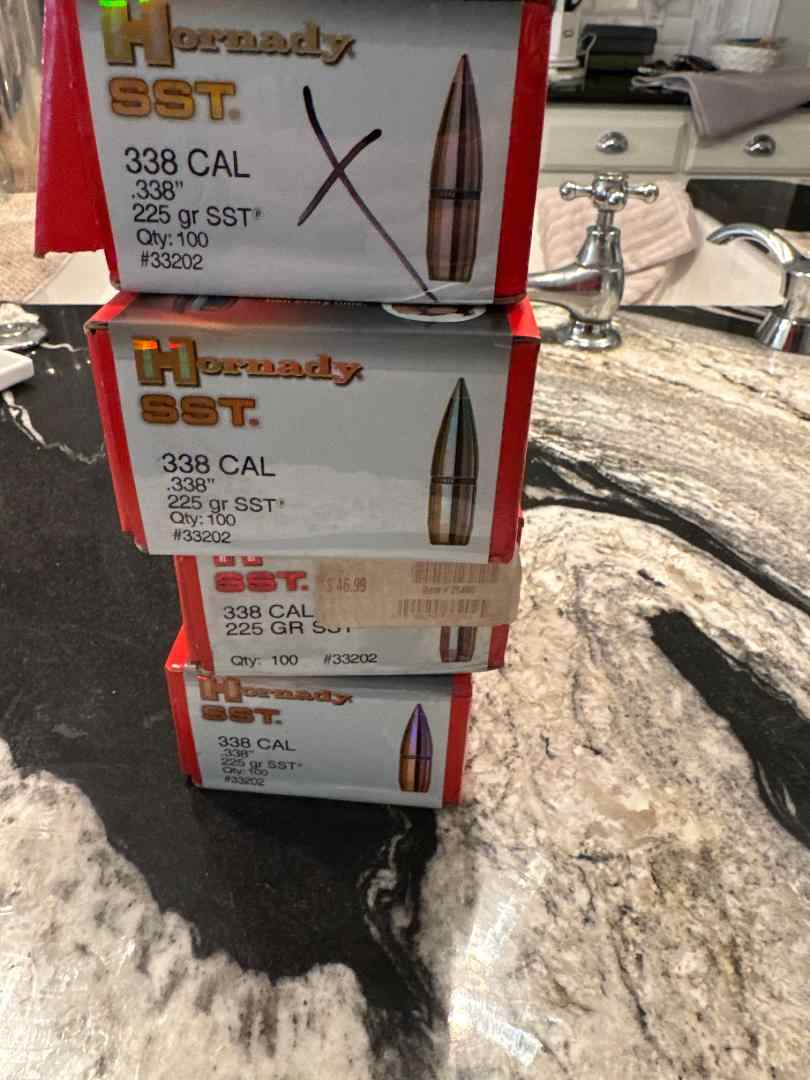 Hornady
SST®
338 CAL
.338"
225 gr SST®
Qty: 100
#33202
Hornady
SST®
338 CAL
.338"
225 gr SST®
Qty: 100
#33202
SST.
$ 46.99
338 CAL
225 GR SST
Qty: 100 #33202
Hornady
SST.
338 CAL
.338"
225 gr SST®
Qty: 100
#33202